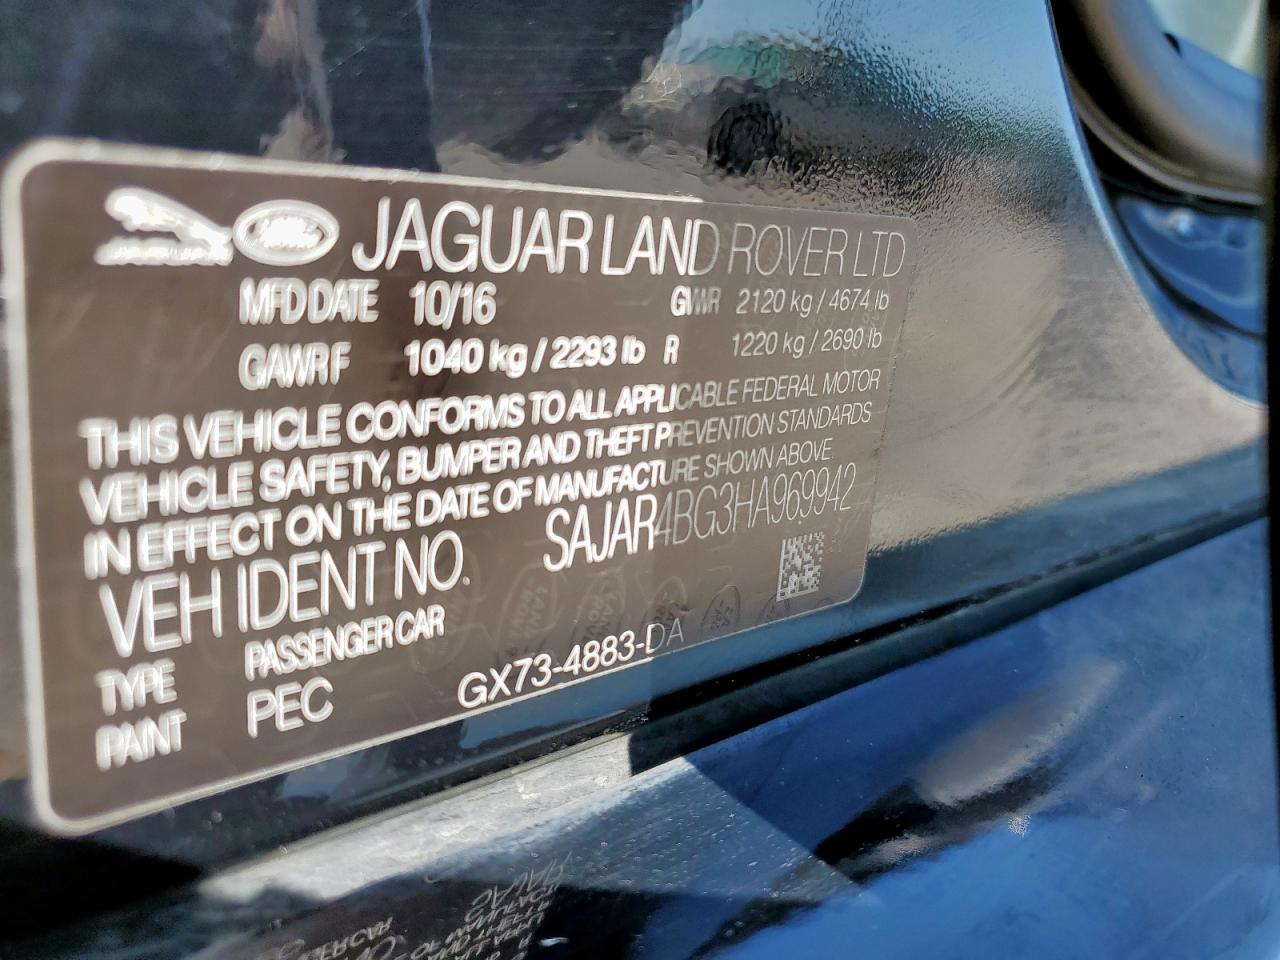 JAGUAR LAND ROVER LTD
MFD DATE 10/16 GVWR 2120 kg / 4674 lb
GAWR F 1040 kg / 2293 lb R 1220 kg / 2690 lb
THIS VEHICLE CONFORMS TO ALL APPLICABLE FEDERAL MOTOR
VEHICLE SAFETY, BUMPER AND THEFT PREVENTION STANDARDS
IN EFFECT ON THE DATE OF MANUFACTURE SHOWN ABOVE.
VEH IDENT NO. SAJAR4BG3HA969942
TYPE PASSENGER CAR
PAINT PEC GX73-4883-DA